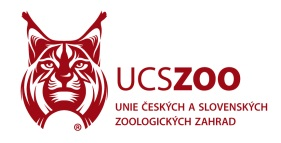 UCSZOO
UNIE ČESKÝCH A SLOVENSKÝCH
ZOOLOGICKÝCH ZAHRAD
®